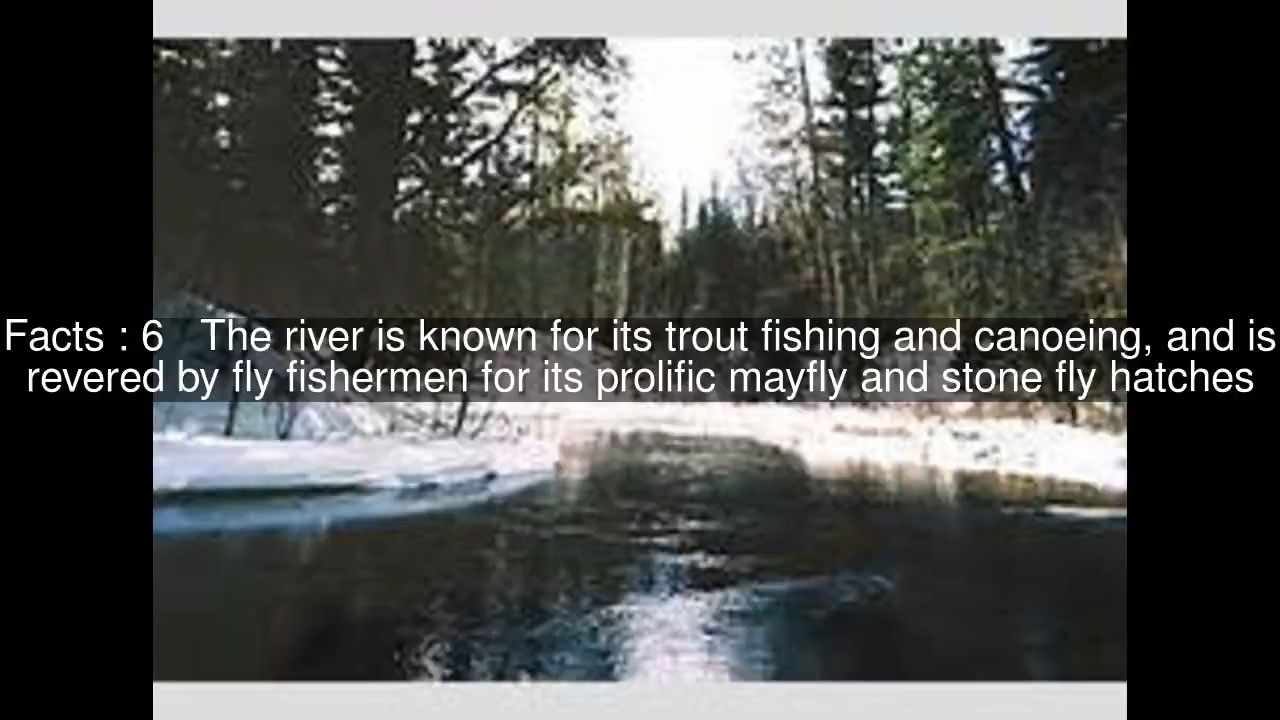 Facts : 6 The river is known for its trout fishing and canoeing, and is
revered by fly fishermen for its prolific mayfly and stone fly hatches